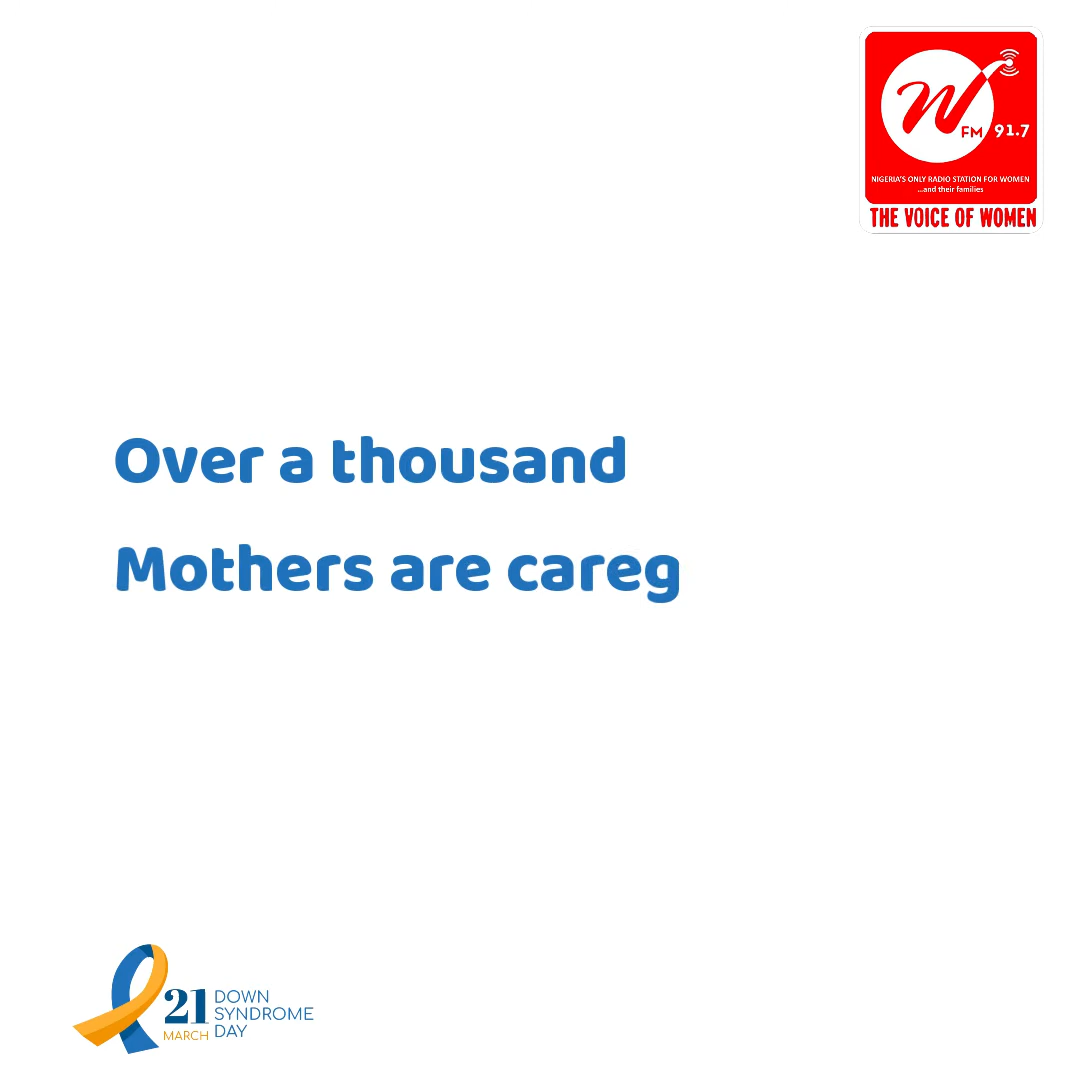 W
FM 91.7
NIGERIA'S ONLY RADIO STATION FOR WOMEN
...and their families
THE VOICE OF WOMEN
Over a thousand
Mothers are careg
21 MARCH
DOWN
SYNDROME
DAY